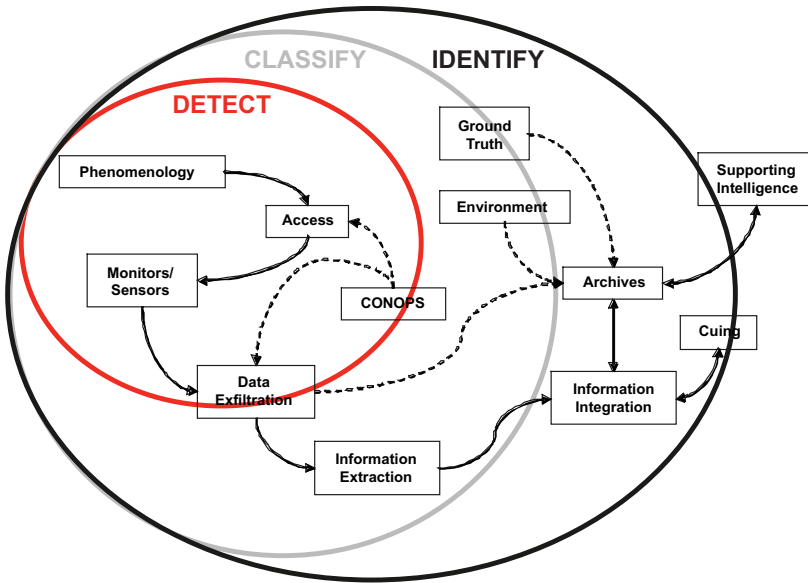 CLASSIFY
IDENTIFY
DETECT
Ground
Truth
Phenomenology
Supporting
Intelligence
Access
Environment
Monitors/
Sensors
CONOPS
Archives
Cuing
Data
Exfiltration
Information
Integration
Information
Extraction